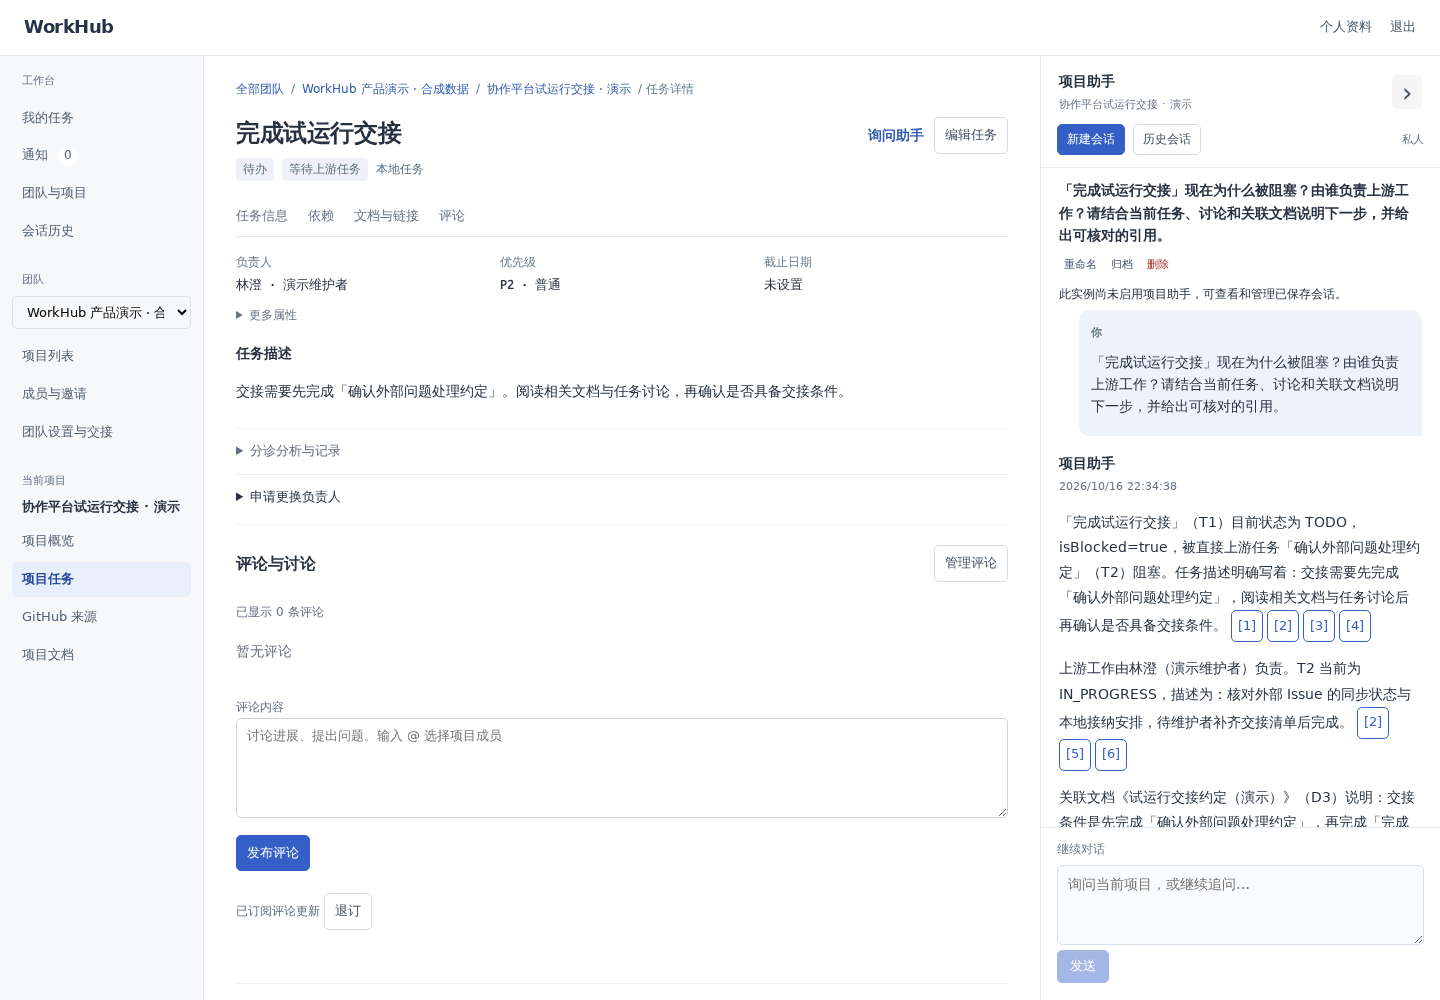 WorkHub
个人资料
退出
工作台
我的任务
通知 0
团队与项目
会话历史
团队
WorkHub 产品演示 · 合
项目列表
成员与邀请
团队设置与交接
当前项目
协作平台试运行交接 · 演示
项目概览
项目任务
GitHub 来源
项目文档
全部团队 / WorkHub 产品演示 · 合成数据 / 协作平台试运行交接 · 演示 / 任务详情
完成试运行交接
询问助手
编辑任务
待办 等待上游任务 本地任务
任务信息 依赖 文档与链接 评论
负责人 优先级 截止日期
林澄 · 演示维护者 P2 · 普通 未设置
更多属性
任务描述
交接需要先完成「确认外部问题处理约定」。阅读相关文档与任务讨论，再确认是否具备交接条件。
分诊分析与记录
申请更换负责人
评论与讨论
管理评论
已显示 0 条评论
暂无评论
评论内容
讨论进展、提出问题。输入 @ 选择项目成员
发布评论
已订阅评论更新 退订
项目助手
协作平台试运行交接 · 演示
新建会话 历史会话 私人
「完成试运行交接」现在为什么被阻塞？由谁负责上游工
作？请结合当前任务、讨论和关联文档说明下一步，并给
出可核对的引用。
重命名 归档 删除
此实例尚未启用项目助手，可查看和管理已保存会话。
你
「完成试运行交接」现在为什么被阻塞？由谁负责
上游工作？请结合当前任务、讨论和关联文档说明
下一步，并给出可核对的引用。
项目助手
2026/10/16 22:34:38
「完成试运行交接」（T1）目前状态为 TODO，
isBlocked=true，被直接上游任务「确认外部问题处理约
定」（T2）阻塞。任务描述明确写着：交接需要先完成
「确认外部问题处理约定」，阅读相关文档与任务讨论后
再确认是否具备交接条件。 [1] [2] [3] [4]
上游工作由林澄（演示维护者）负责。T2 当前为
IN_PROGRESS，描述为：核对外部 Issue 的同步状态与
本地接纳安排，待维护者补齐交接清单后完成。 [2]
[5] [6]
关联文档《试运行交接约定（演示）》（D3）说明：交接
条件是先完成「确认外部问题处理约定」，再完成「完成
继续对话
询问当前项目，或继续追问...
发送